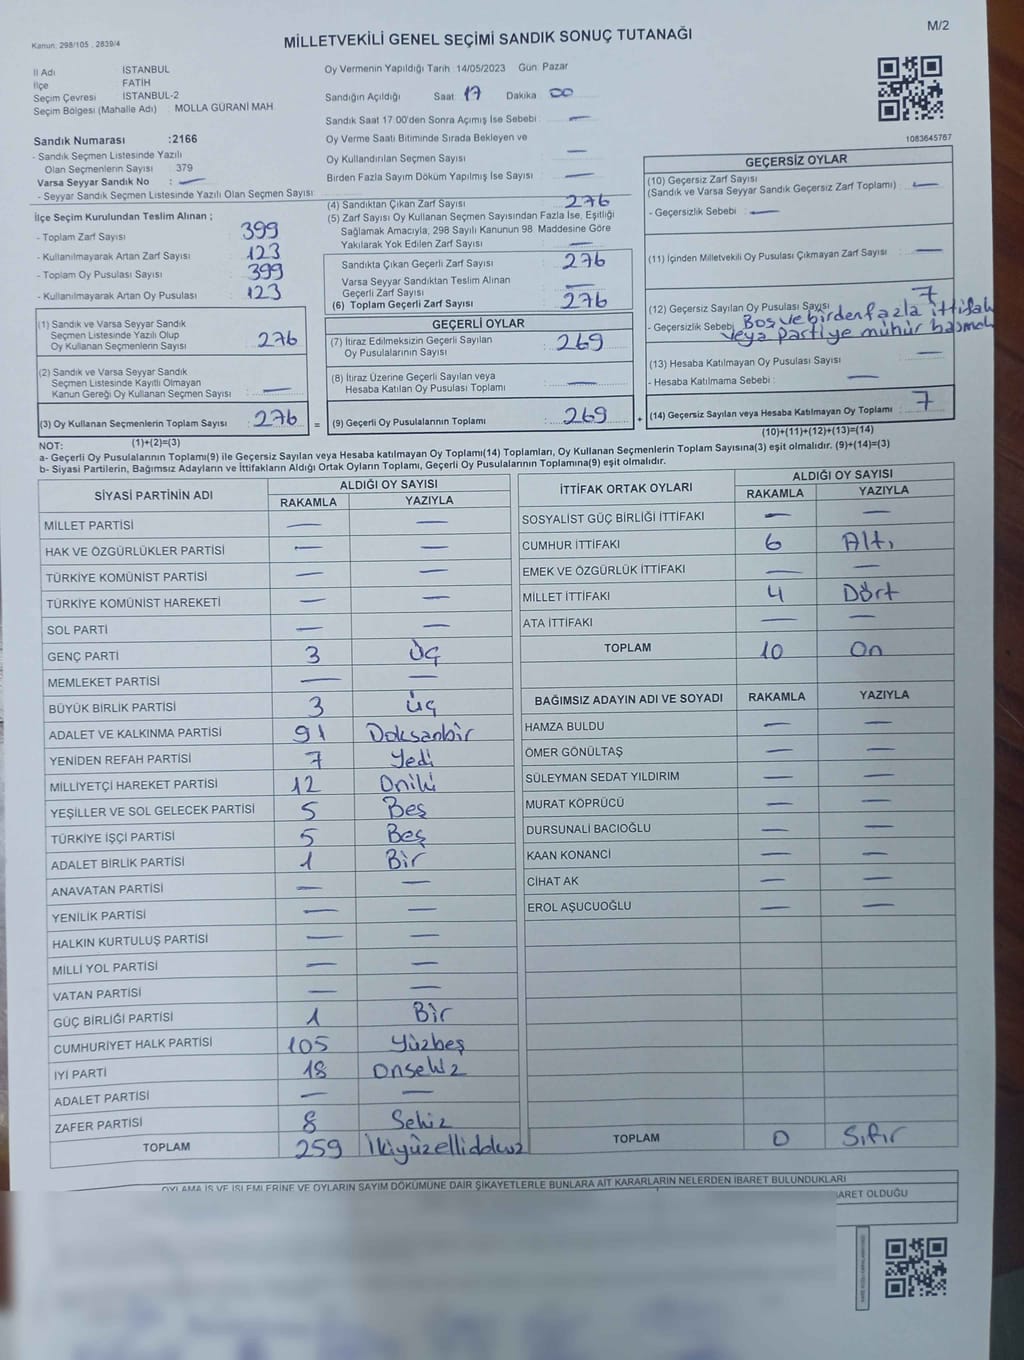 M/2
Kanun: 298/105 , 2839/4
MİLLETVEKİLİ GENEL SEÇİMİ SANDIK SONUÇ TUTANAĞI
İl Adı İSTANBUL
İlçe FATİH
Seçim Çevresi İSTANBUL-2
Seçim Bölgesi (Mahalle Adı) MOLLA GÜRANİ MAH.
Sandık Numarası :2166
- Sandık Seçmen Listesinde Yazılı
Olan Seçmenlerin Sayısı : 379
Varsa Seyyar Sandık No : —
- Seyyar Sandık Seçmen Listesinde Yazılı Olan Seçmen Sayısı:
Oy Vermenin Yapıldığı Tarih :14/05/2023 Gün: Pazar
Sandığın Açıldığı Saat: 17 Dakika: 00
Sandık Saat 17:00'den Sonra Açımış İse Sebebi : —
Oy Verme Saati Bitiminde Sırada Bekleyen ve
Oy Kullandırılan Seçmen Sayısı : —
Birden Fazla Sayım Döküm Yapılmış İse Sayısı : —
1083645767
İlçe Seçim Kurulundan Teslim Alınan ;
- Toplam Zarf Sayısı : 399
- Kullanılmayarak Artan Zarf Sayısı : 123
- Toplam Oy Pusulası Sayısı : 399
- Kullanılmayarak Artan Oy Pusulası : 123
(1) Sandık ve Varsa Seyyar Sandık
Seçmen Listesinde Yazılı Olup
Oy Kullanan Seçmenlerin Sayısı : 276
(2) Sandık ve Varsa Seyyar Sandık
Seçmen Listesinde Kayıtlı Olmayan
Kanun Gereği Oy Kullanan Seçmen Sayısı : —
(3) Oy Kullanan Seçmenlerin Toplam Sayısı : 276
(4) Sandıktan Çıkan Zarf Sayısı : 276
(5) Zarf Sayısı Oy Kullanan Seçmen Sayısından Fazla İse, Eşitliği
Sağlamak Amacıyla, 298 Sayılı Kanunun 98. Maddesine Göre
Yakılarak Yok Edilen Zarf Sayısı : —
Sandıkta Çıkan Geçerli Zarf Sayısı : 276
Varsa Seyyar Sandıktan Teslim Alınan
Geçerli Zarf Sayısı : —
(6) Toplam Geçerli Zarf Sayısı : 276
GEÇERLİ OYLAR
(7) İtiraz Edilmeksizin Geçerli Sayılan
Oy Pusulalarının Sayısı : 269
(8) İtiraz Üzerine Geçerli Sayılan veya
Hesaba Katılan Oy Pusulası Toplamı : —
= (9) Geçerli Oy Pusulalarının Toplamı : 269 +
GEÇERSİZ OYLAR
(10) Geçersiz Zarf Sayısı
(Sandık ve Varsa Seyyar Sandık Geçersiz Zarf Toplamı) : —
- Geçersizlik Sebebi : —
(11) İçinden Milletvekili Oy Pusulası Çıkmayan Zarf Sayısı : —
(12) Geçersiz Sayılan Oy Pusulası Sayısı : 7
- Geçersizlik Sebebi Boş ve birden fazla ittifak
veya partiye mühür basmak
(13) Hesaba Katılmayan Oy Pusulası Sayısı : —
- Hesaba Katılmama Sebebi : —
(14) Geçersiz Sayılan veya Hesaba Katılmayan Oy Toplamı : 7
NOT: (1)+(2)=(3)
(10)+(11)+(12)+(13)=(14)
a- Geçerli Oy Pusulalarının Toplamı(9) ile Geçersiz Sayılan veya Hesaba katılmayan Oy Toplamı(14) Toplamları, Oy Kullanan Seçmenlerin Toplam Sayısına(3) eşit olmalıdır. (9)+(14)=(3)
b- Siyasi Partilerin, Bağımsız Adayların ve İttifakların Aldığı Ortak Oyların Toplamı, Geçerli Oy Pusulalarının Toplamına(9) eşit olmalıdır.
SİYASİ PARTİNİN ADI ALDIĞI OY SAYISI
RAKAMLA YAZIYLA
MİLLET PARTİSİ — —
HAK VE ÖZGÜRLÜKLER PARTİSİ — —
TÜRKİYE KOMÜNİST PARTİSİ — —
TÜRKİYE KOMÜNİST HAREKETİ — —
SOL PARTİ — —
GENÇ PARTİ 3 Üç
MEMLEKET PARTİSİ — —
BÜYÜK BİRLİK PARTİSİ 3 Üç
ADALET VE KALKINMA PARTİSİ 91 Doksanbir
YENİDEN REFAH PARTİSİ 7 Yedi
MİLLİYETÇİ HAREKET PARTİSİ 12 Oniki
YEŞİLLER VE SOL GELECEK PARTİSİ 5 Beş
TÜRKİYE İŞÇİ PARTİSİ 5 Beş
ADALET BİRLİK PARTİSİ 1 Bir
ANAVATAN PARTİSİ — —
YENİLİK PARTİSİ — —
HALKIN KURTULUŞ PARTİSİ — —
MİLLİ YOL PARTİSİ — —
VATAN PARTİSİ — —
GÜÇ BİRLİĞİ PARTİSİ 1 Bir
CUMHURİYET HALK PARTİSİ 105 Yüzbeş
İYİ PARTİ 18 Onsekiz
ADALET PARTİSİ — —
ZAFER PARTİSİ 8 Sekiz
TOPLAM 259 İkiyüzellidokuz
İTTİFAK ORTAK OYLARI ALDIĞI OY SAYISI
RAKAMLA YAZIYLA
SOSYALİST GÜÇ BİRLİĞİ İTTİFAKI — —
CUMHUR İTTİFAKI 6 Altı
EMEK VE ÖZGÜRLÜK İTTİFAKI — —
MİLLET İTTİFAKI 4 Dört
ATA İTTİFAKI — —
TOPLAM 10 On
BAĞIMSIZ ADAYIN ADI VE SOYADI RAKAMLA YAZIYLA
HAMZA BULDU — —
ÖMER GÖNÜLTAŞ — —
SÜLEYMAN SEDAT YILDIRIM — —
MURAT KÖPRÜCÜ — —
DURSUNALİ BACIOĞLU — —
KAAN KONANCİ — —
CİHAT AK — —
EROL AŞUCUOĞLU — —
TOPLAM 0 Sıfır
OYLAMA İŞ VE İŞLEMLERİNE VE OYLARIN SAYIM DÖKÜMÜNE DAİR ŞİKAYETLERLE BUNLARA AİT KARARLARIN NELERDEN İBARET BULUNDUKLARI
BARET OLDUĞU